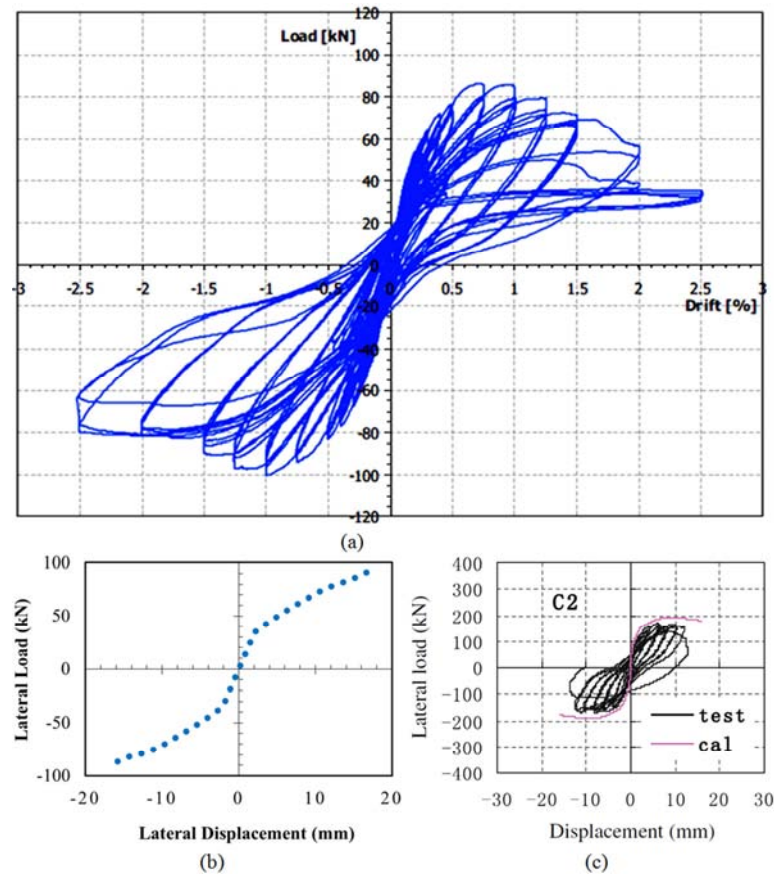 120
Load [kN]
100
80
60
40
20
0
-3 -2.5 -2 -1.5 -1 -0.5 0 0.5 1 1.5 2 2.5 3
Drift [%]
-20
-40
-60
-80
-100
-120
(a)
100
50
0
-50
-100
-20 -10 0 10 20
Lateral Load (kN)
Lateral Displacement (mm)
(b)
400
300
200
100
0
-100
-200
-300
-400
-30 -20 -10 0 10 20 30
C2
test
cal
Lateral load (kN)
Displacement (mm)
(c)